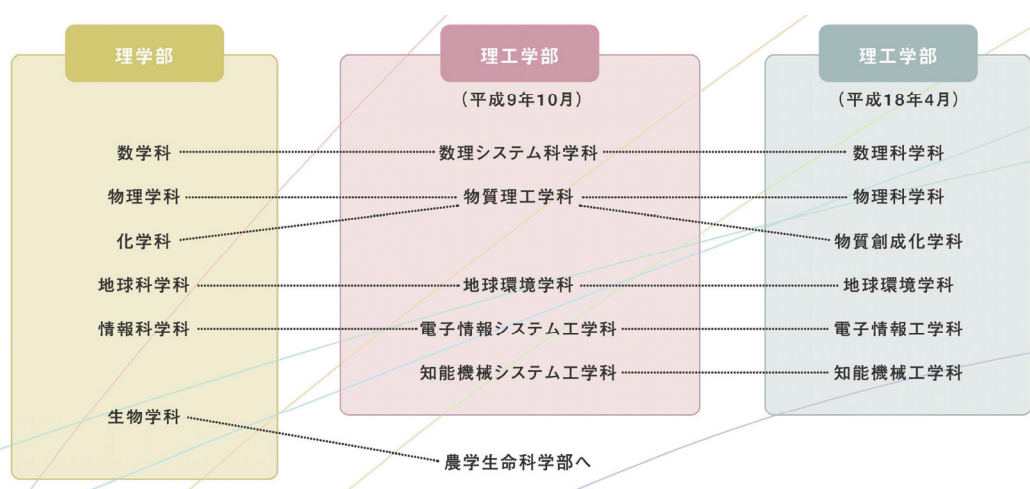 理学部
理工学部
理工学部
（平成9年10月）
（平成18年4月）
数学科
数理システム科学科
数理科学科
物理学科
物質理工学科
物理科学科
化学科
物質創成化学科
地球科学科
地球環境学科
地球環境学科
情報科学科
電子情報システム工学科
電子情報工学科
知能機械システム工学科
知能機械工学科
生物学科
農学生命科学部へ